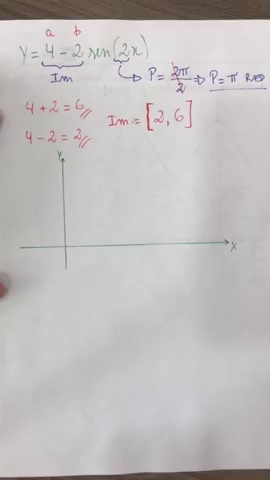 a b
y = 4 - 2 sen(2x)
Im
P = 2π/2 ⇒ P = π RAD
4 + 2 = 6
Im = [2, 6]
4 - 2 = 2
Y
X